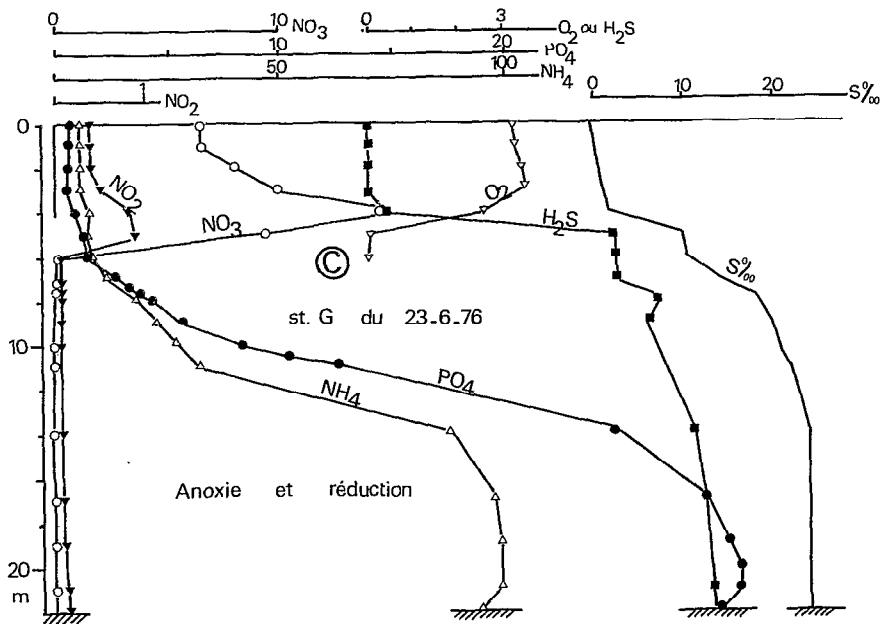 0 10 NO3
0 3 O2 ou H2S
10 20 PO4
50 100 NH4
0 10 20 S‰
1 NO2
0
NO2
O2
NO3
H2S
S‰
C
st. G du 23-6-76
10
PO4
NH4
Anoxie et réduction
20
m